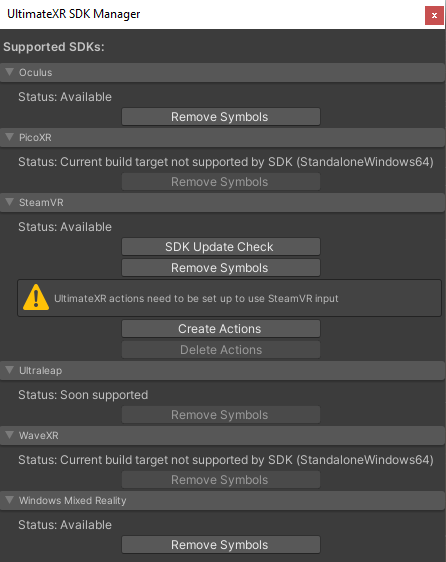 UltimateXR SDK Manager
x
Supported SDKs:
Oculus
Status: Available
Remove Symbols
PicoXR
Status: Current build target not supported by SDK (StandaloneWindows64)
Remove Symbols
SteamVR
Status: Available
SDK Update Check
Remove Symbols
UltimateXR actions need to be set up to use SteamVR input
Create Actions
Delete Actions
Ultraleap
Status: Soon supported
Remove Symbols
WaveXR
Status: Current build target not supported by SDK (StandaloneWindows64)
Remove Symbols
Windows Mixed Reality
Status: Available
Remove Symbols